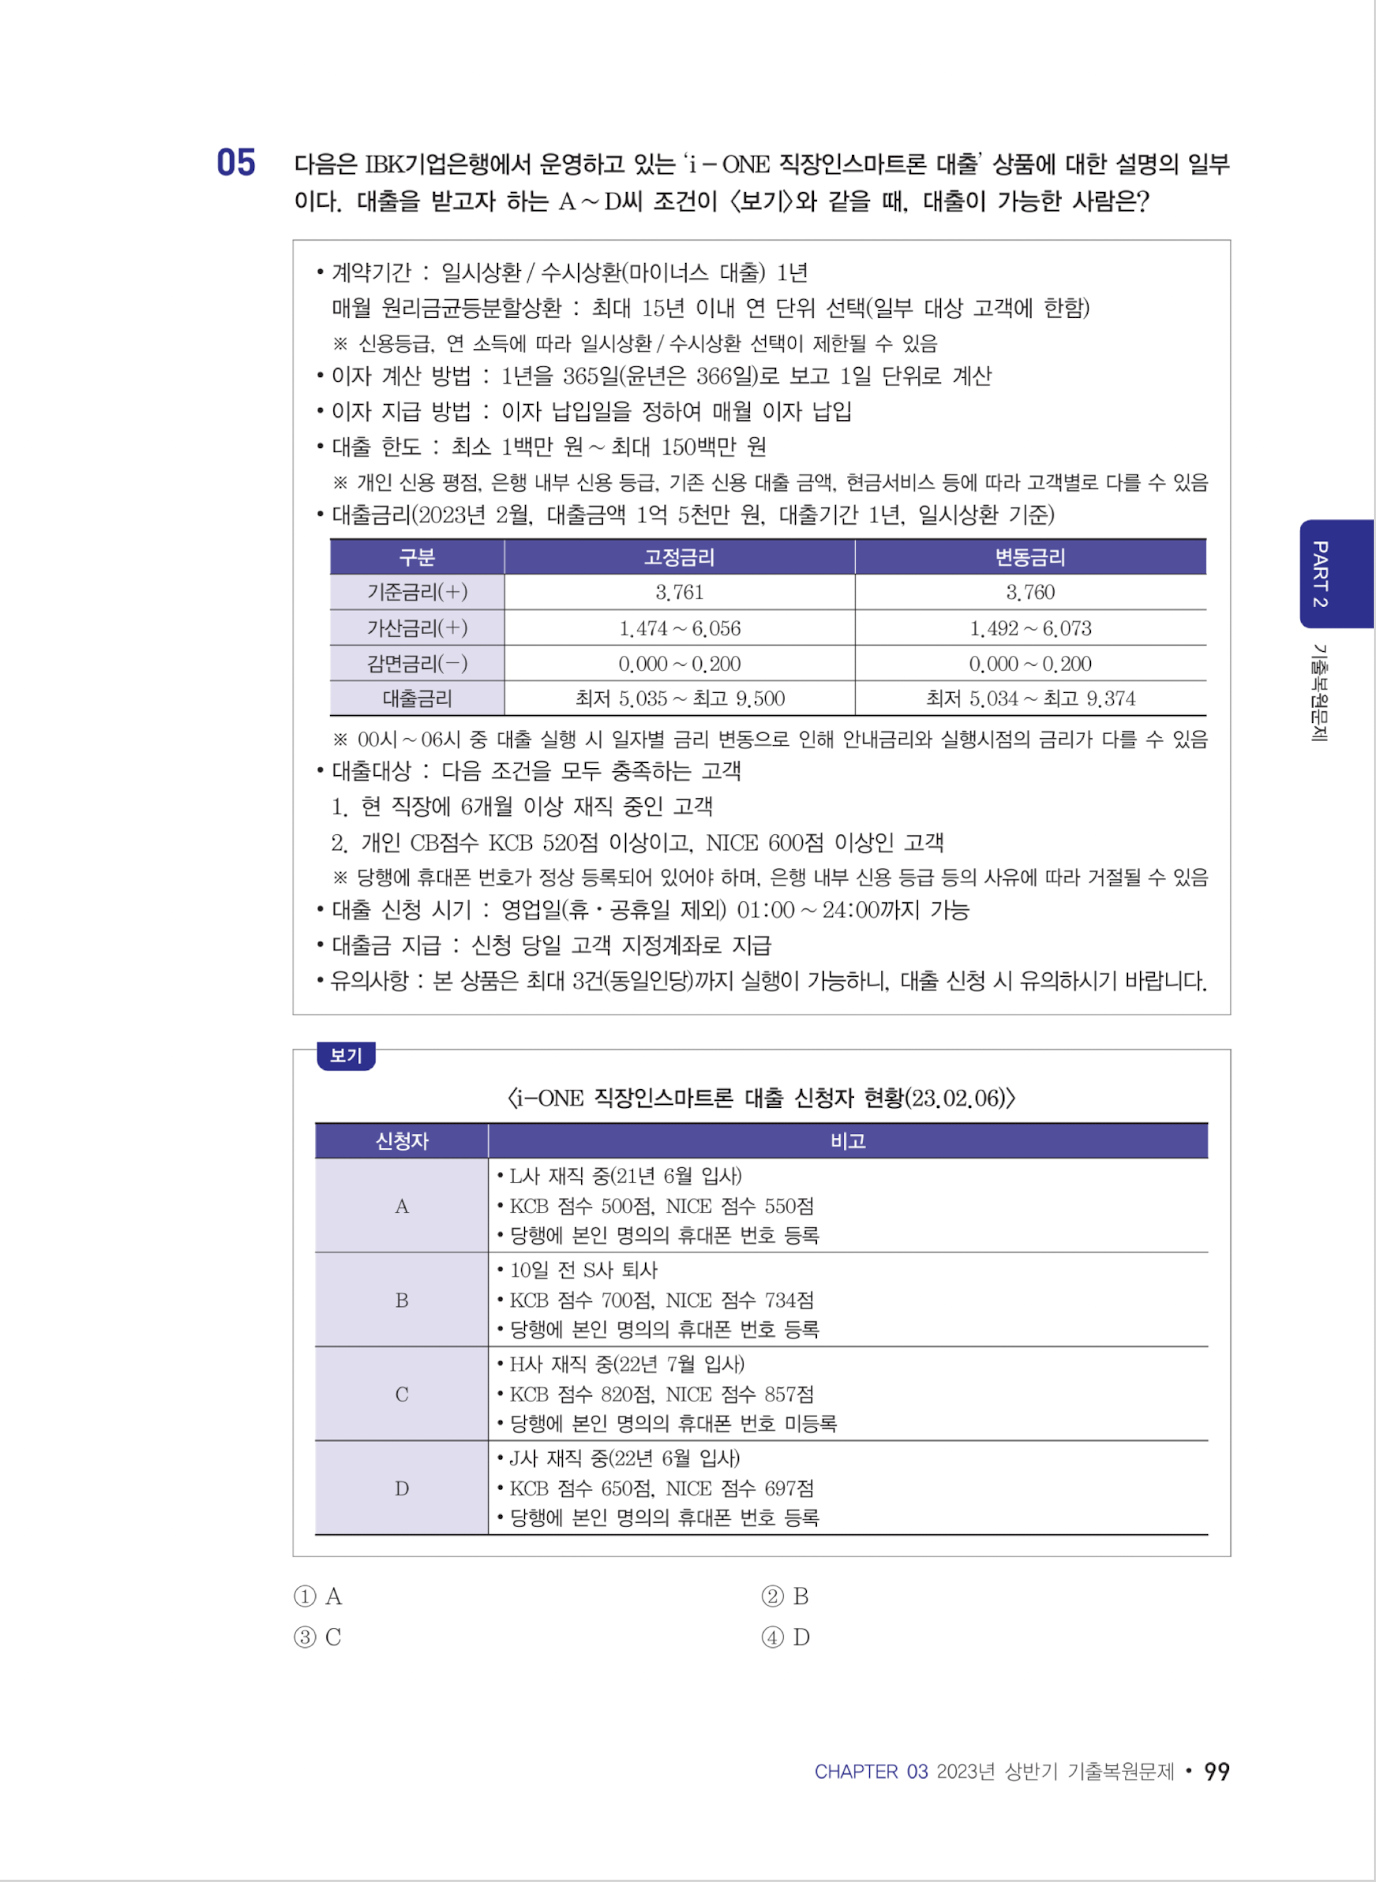 05
다음은 IBK기업은행에서 운영하고 있는 ‘i－ONE 직장인스마트론 대출’ 상품에 대한 설명의 일부
이다. 대출을 받고자 하는 A～D씨 조건이 〈보기〉와 같을 때, 대출이 가능한 사람은?
• 계약기간 : 일시상환 / 수시상환(마이너스 대출) 1년
매월 원리금균등분할상환 : 최대 15년 이내 연 단위 선택(일부 대상 고객에 한함)
※ 신용등급, 연 소득에 따라 일시상환 / 수시상환 선택이 제한될 수 있음
• 이자 계산 방법 : 1년을 365일(윤년은 366일)로 보고 1일 단위로 계산
• 이자 지급 방법 : 이자 납입일을 정하여 매월 이자 납입
• 대출 한도 : 최소 1백만 원～최대 150백만 원
※ 개인 신용 평점, 은행 내부 신용 등급, 기존 신용 대출 금액, 현금서비스 등에 따라 고객별로 다를 수 있음
• 대출금리(2023년 2월, 대출금액 1억 5천만 원, 대출기간 1년, 일시상환 기준)
구분 고정금리 변동금리
기준금리(＋) 3.761 3.760
가산금리(＋) 1.474～6.056 1.492～6.073
감면금리(－) 0.000～0.200 0.000～0.200
대출금리 최저 5.035～최고 9.500 최저 5.034～최고 9.374
※ 00시～06시 중 대출 실행 시 일자별 금리 변동으로 인해 안내금리와 실행시점의 금리가 다를 수 있음
• 대출대상 : 다음 조건을 모두 충족하는 고객
1. 현 직장에 6개월 이상 재직 중인 고객
2. 개인 CB점수 KCB 520점 이상이고, NICE 600점 이상인 고객
※ 당행에 휴대폰 번호가 정상 등록되어 있어야 하며, 은행 내부 신용 등급 등의 사유에 따라 거절될 수 있음
• 대출 신청 시기 : 영업일(휴・공휴일 제외) 01:00～24:00까지 가능
• 대출금 지급 : 신청 당일 고객 지정계좌로 지급
• 유의사항 : 본 상품은 최대 3건(동일인당)까지 실행이 가능하니, 대출 신청 시 유의하시기 바랍니다.
PART 2
기출복원문제
보기
〈i－ONE 직장인스마트론 대출 신청자 현황(23.02.06)〉
신청자 비고
A
• L사 재직 중(21년 6월 입사)
• KCB 점수 500점, NICE 점수 550점
• 당행에 본인 명의의 휴대폰 번호 등록
B
• 10일 전 S사 퇴사
• KCB 점수 700점, NICE 점수 734점
• 당행에 본인 명의의 휴대폰 번호 등록
C
• H사 재직 중(22년 7월 입사)
• KCB 점수 820점, NICE 점수 857점
• 당행에 본인 명의의 휴대폰 번호 미등록
D
• J사 재직 중(22년 6월 입사)
• KCB 점수 650점, NICE 점수 697점
• 당행에 본인 명의의 휴대폰 번호 등록
① A ② B
③ C ④ D
CHAPTER 03 2023년 상반기 기출복원문제 • 99